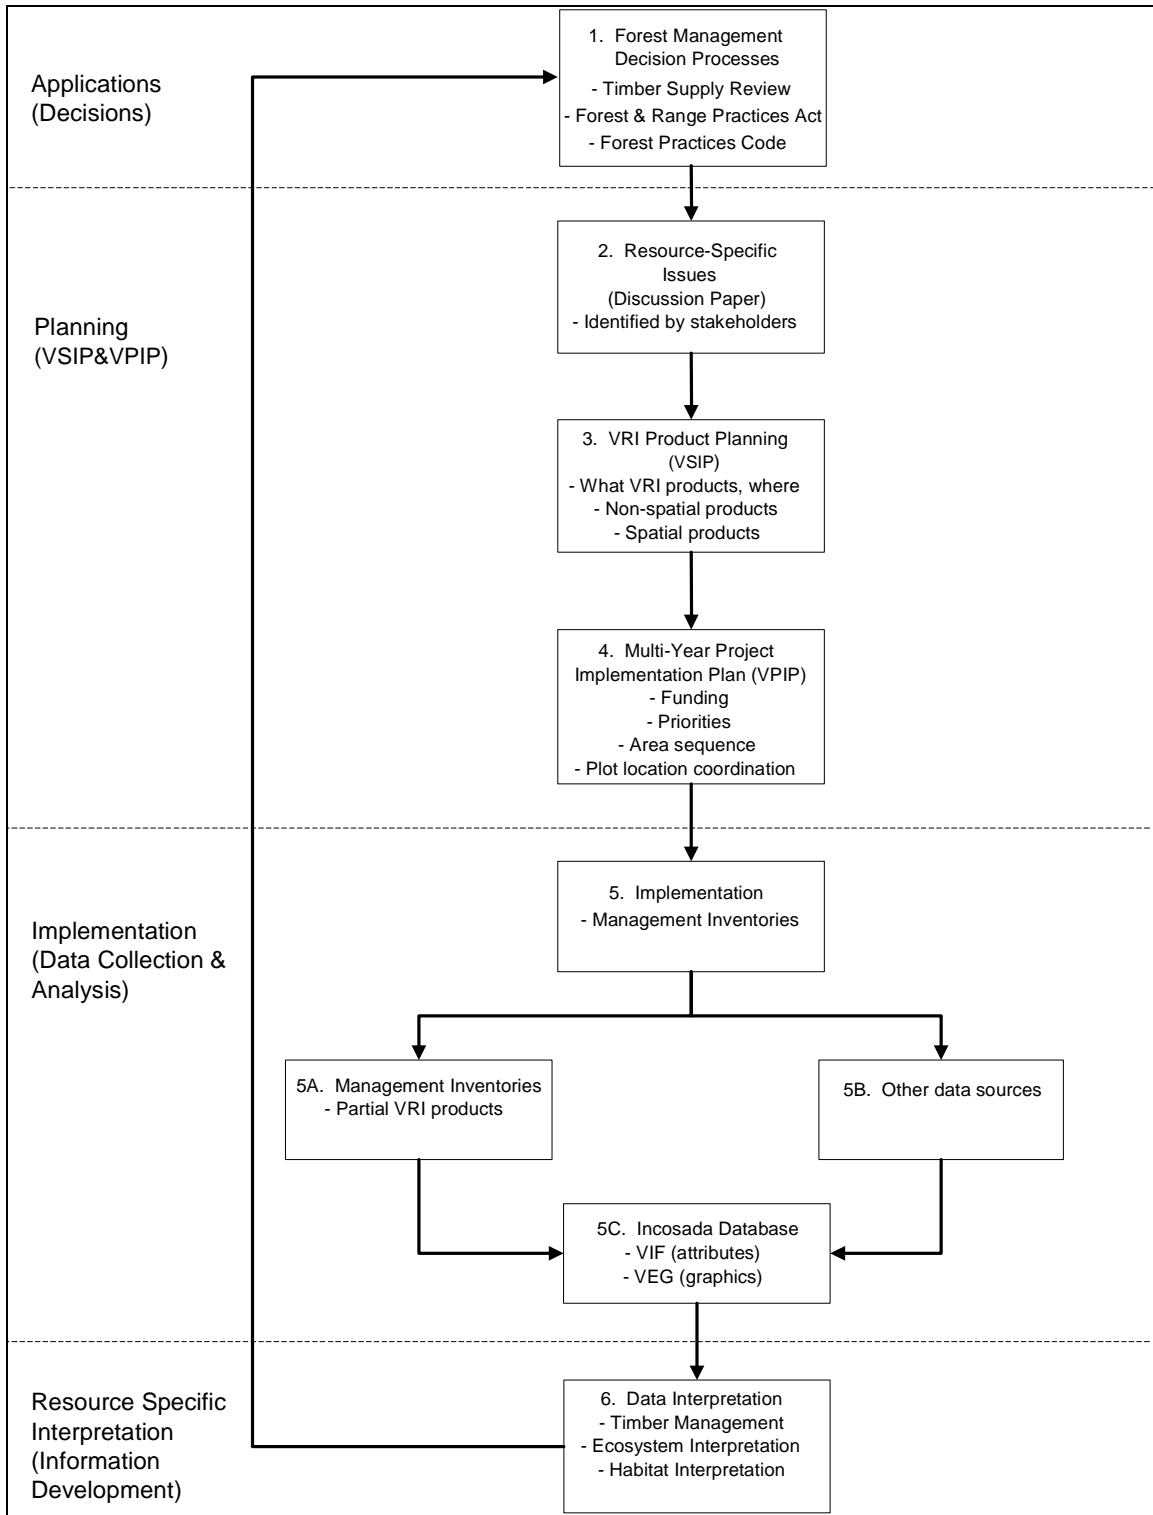 Applications
(Decisions)
1. Forest Management
Decision Processes
- Timber Supply Review
- Forest & Range Practices Act
- Forest Practices Code
Planning
(VSIP&VPIP)
2. Resource-Specific
Issues
(Discussion Paper)
- Identified by stakeholders
3. VRI Product Planning
(VSIP)
- What VRI products, where
- Non-spatial products
- Spatial products
4. Multi-Year Project
Implementation Plan (VPIP)
- Funding
- Priorities
- Area sequence
- Plot location coordination
Implementation
(Data Collection &
Analysis)
5. Implementation
- Management Inventories
5A. Management Inventories
- Partial VRI products
5B. Other data sources
5C. Incosada Database
- VIF (attributes)
- VEG (graphics)
Resource Specific
Interpretation
(Information
Development)
6. Data Interpretation
- Timber Management
- Ecosystem Interpretation
- Habitat Interpretation